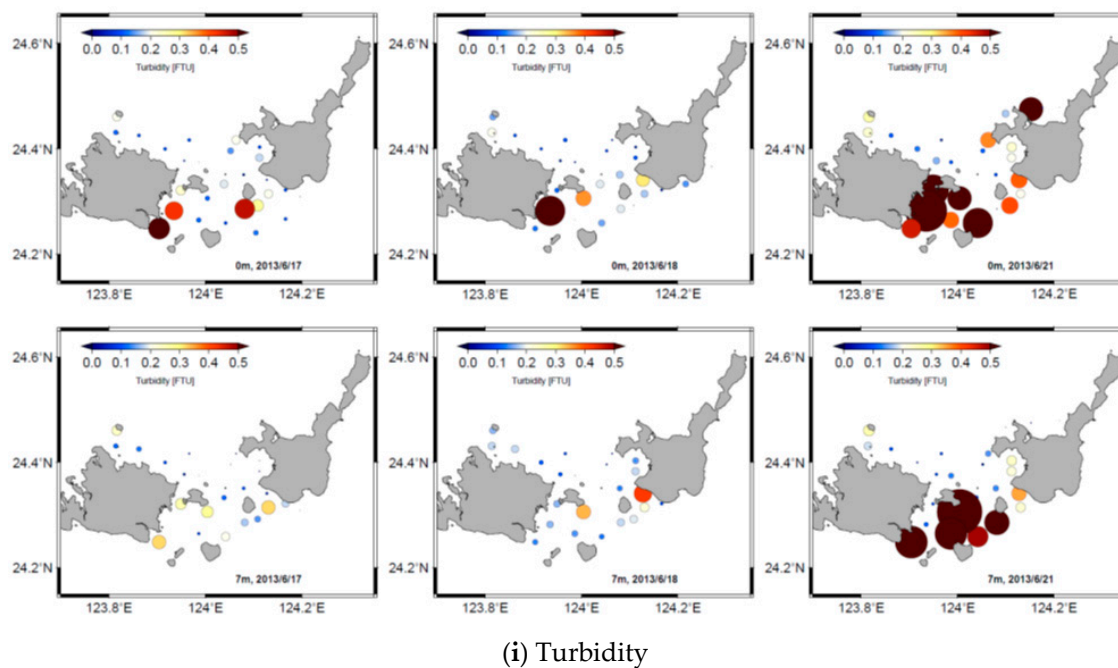 24.6°N
0.0 0.1 0.2 0.3 0.4 0.5
Turbidity [FTU]
24.4°N
24.2°N
0m, 2013/6/17
123.8°E 124°E 124.2°E
24.6°N
0.0 0.1 0.2 0.3 0.4 0.5
Turbidity [FTU]
24.4°N
24.2°N
0m, 2013/6/18
123.8°E 124°E 124.2°E
24.6°N
0.0 0.1 0.2 0.3 0.4 0.5
Turbidity [FTU]
24.4°N
24.2°N
0m, 2013/6/21
123.8°E 124°E 124.2°E
24.6°N
0.0 0.1 0.2 0.3 0.4 0.5
Turbidity [FTU]
24.4°N
24.2°N
7m, 2013/6/17
123.8°E 124°E 124.2°E
24.6°N
0.0 0.1 0.2 0.3 0.4 0.5
Turbidity [FTU]
24.4°N
24.2°N
7m, 2013/6/18
123.8°E 124°E 124.2°E
24.6°N
0.0 0.1 0.2 0.3 0.4 0.5
Turbidity [FTU]
24.4°N
24.2°N
7m, 2013/6/21
123.8°E 124°E 124.2°E
(i) Turbidity